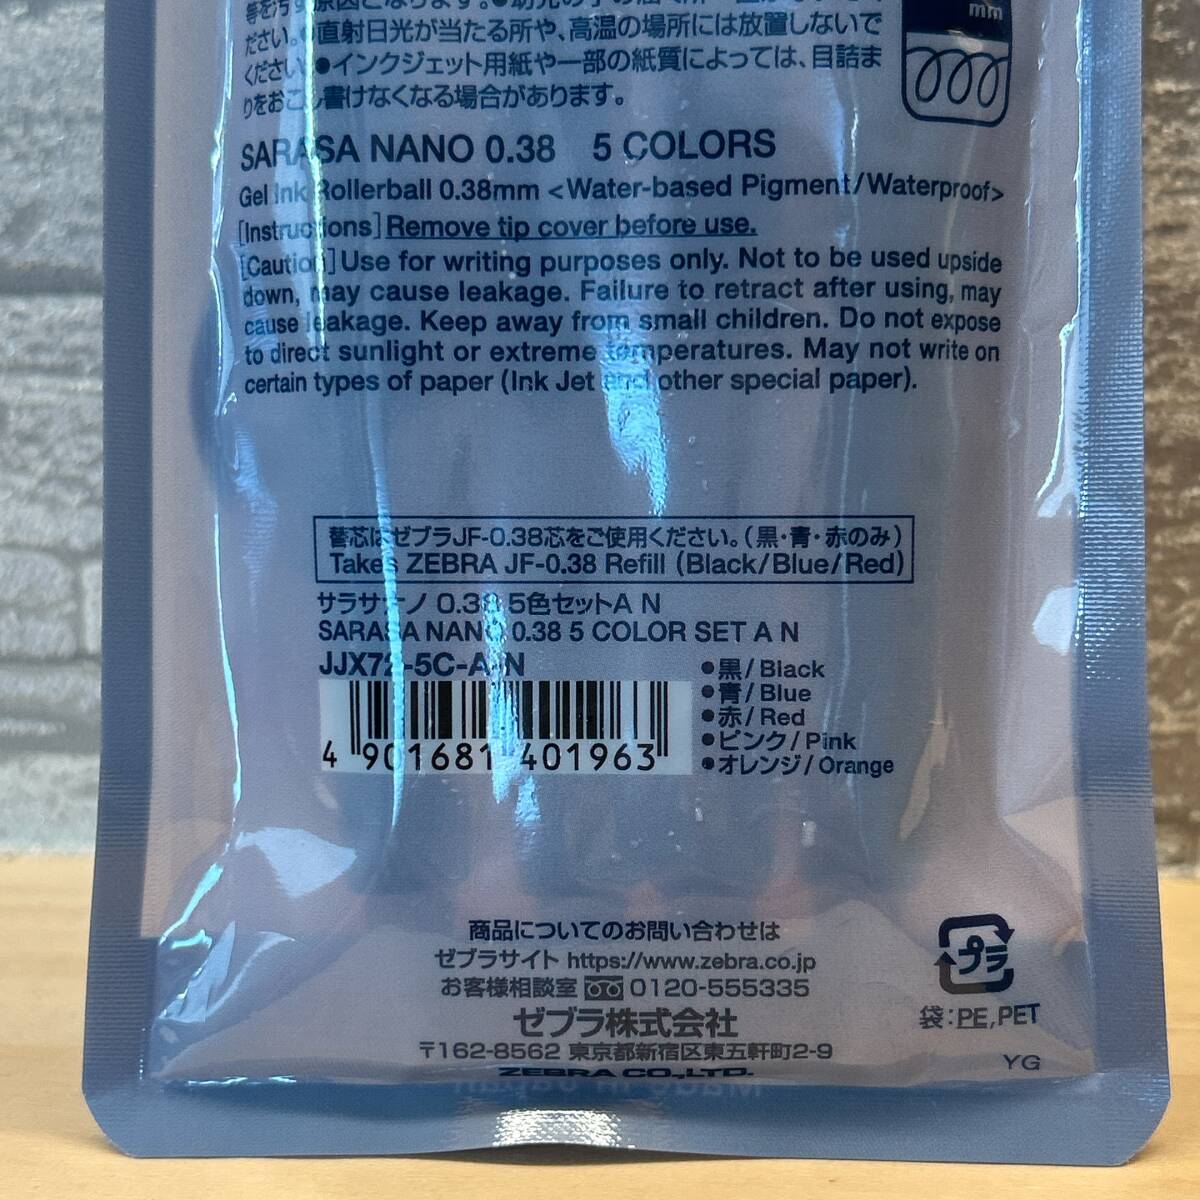 等を汚す原因となります。●幼児の手の届く所へ置かない
ださい。●直射日光が当たる所や、高温の場所には放置しないで
ください。●インクジェット用紙や一部の紙質によっては、目詰ま
りをおこし書けなくなる場合があります。
mm
SARASA NANO 0.38 5 COLORS
Gel Ink Rollerball 0.38mm <Water-based Pigment/Waterproof>
[Instructions] Remove tip cover before use.
[Caution] Use for writing purposes only. Not to be used upside
down, may cause leakage. Failure to retract after using, may
cause leakage. Keep away from small children. Do not expose
to direct sunlight or extreme temperatures. May not write on
certain types of paper (Ink Jet and other special paper).
替芯はゼブラJF-0.38芯をご使用ください。(黒・青・赤のみ)
Takes ZEBRA JF-0.38 Refill (Black/Blue/Red)
サラサナノ 0.38 5色セットA N
SARASA NANO 0.38 5 COLOR SET A N
JJX72-5C-A-N
4 901681 401963
●黒/Black
●青/Blue
●赤/Red
●ピンク/Pink
●オレンジ/Orange
商品についてのお問い合わせは
ゼブラサイト https://www.zebra.co.jp
お客様相談室 0120-555335
ゼブラ株式会社
〒162-8562 東京都新宿区東五軒町2-9
ZEBRA CO.,LTD.
プラ
袋:PE,PET
YG